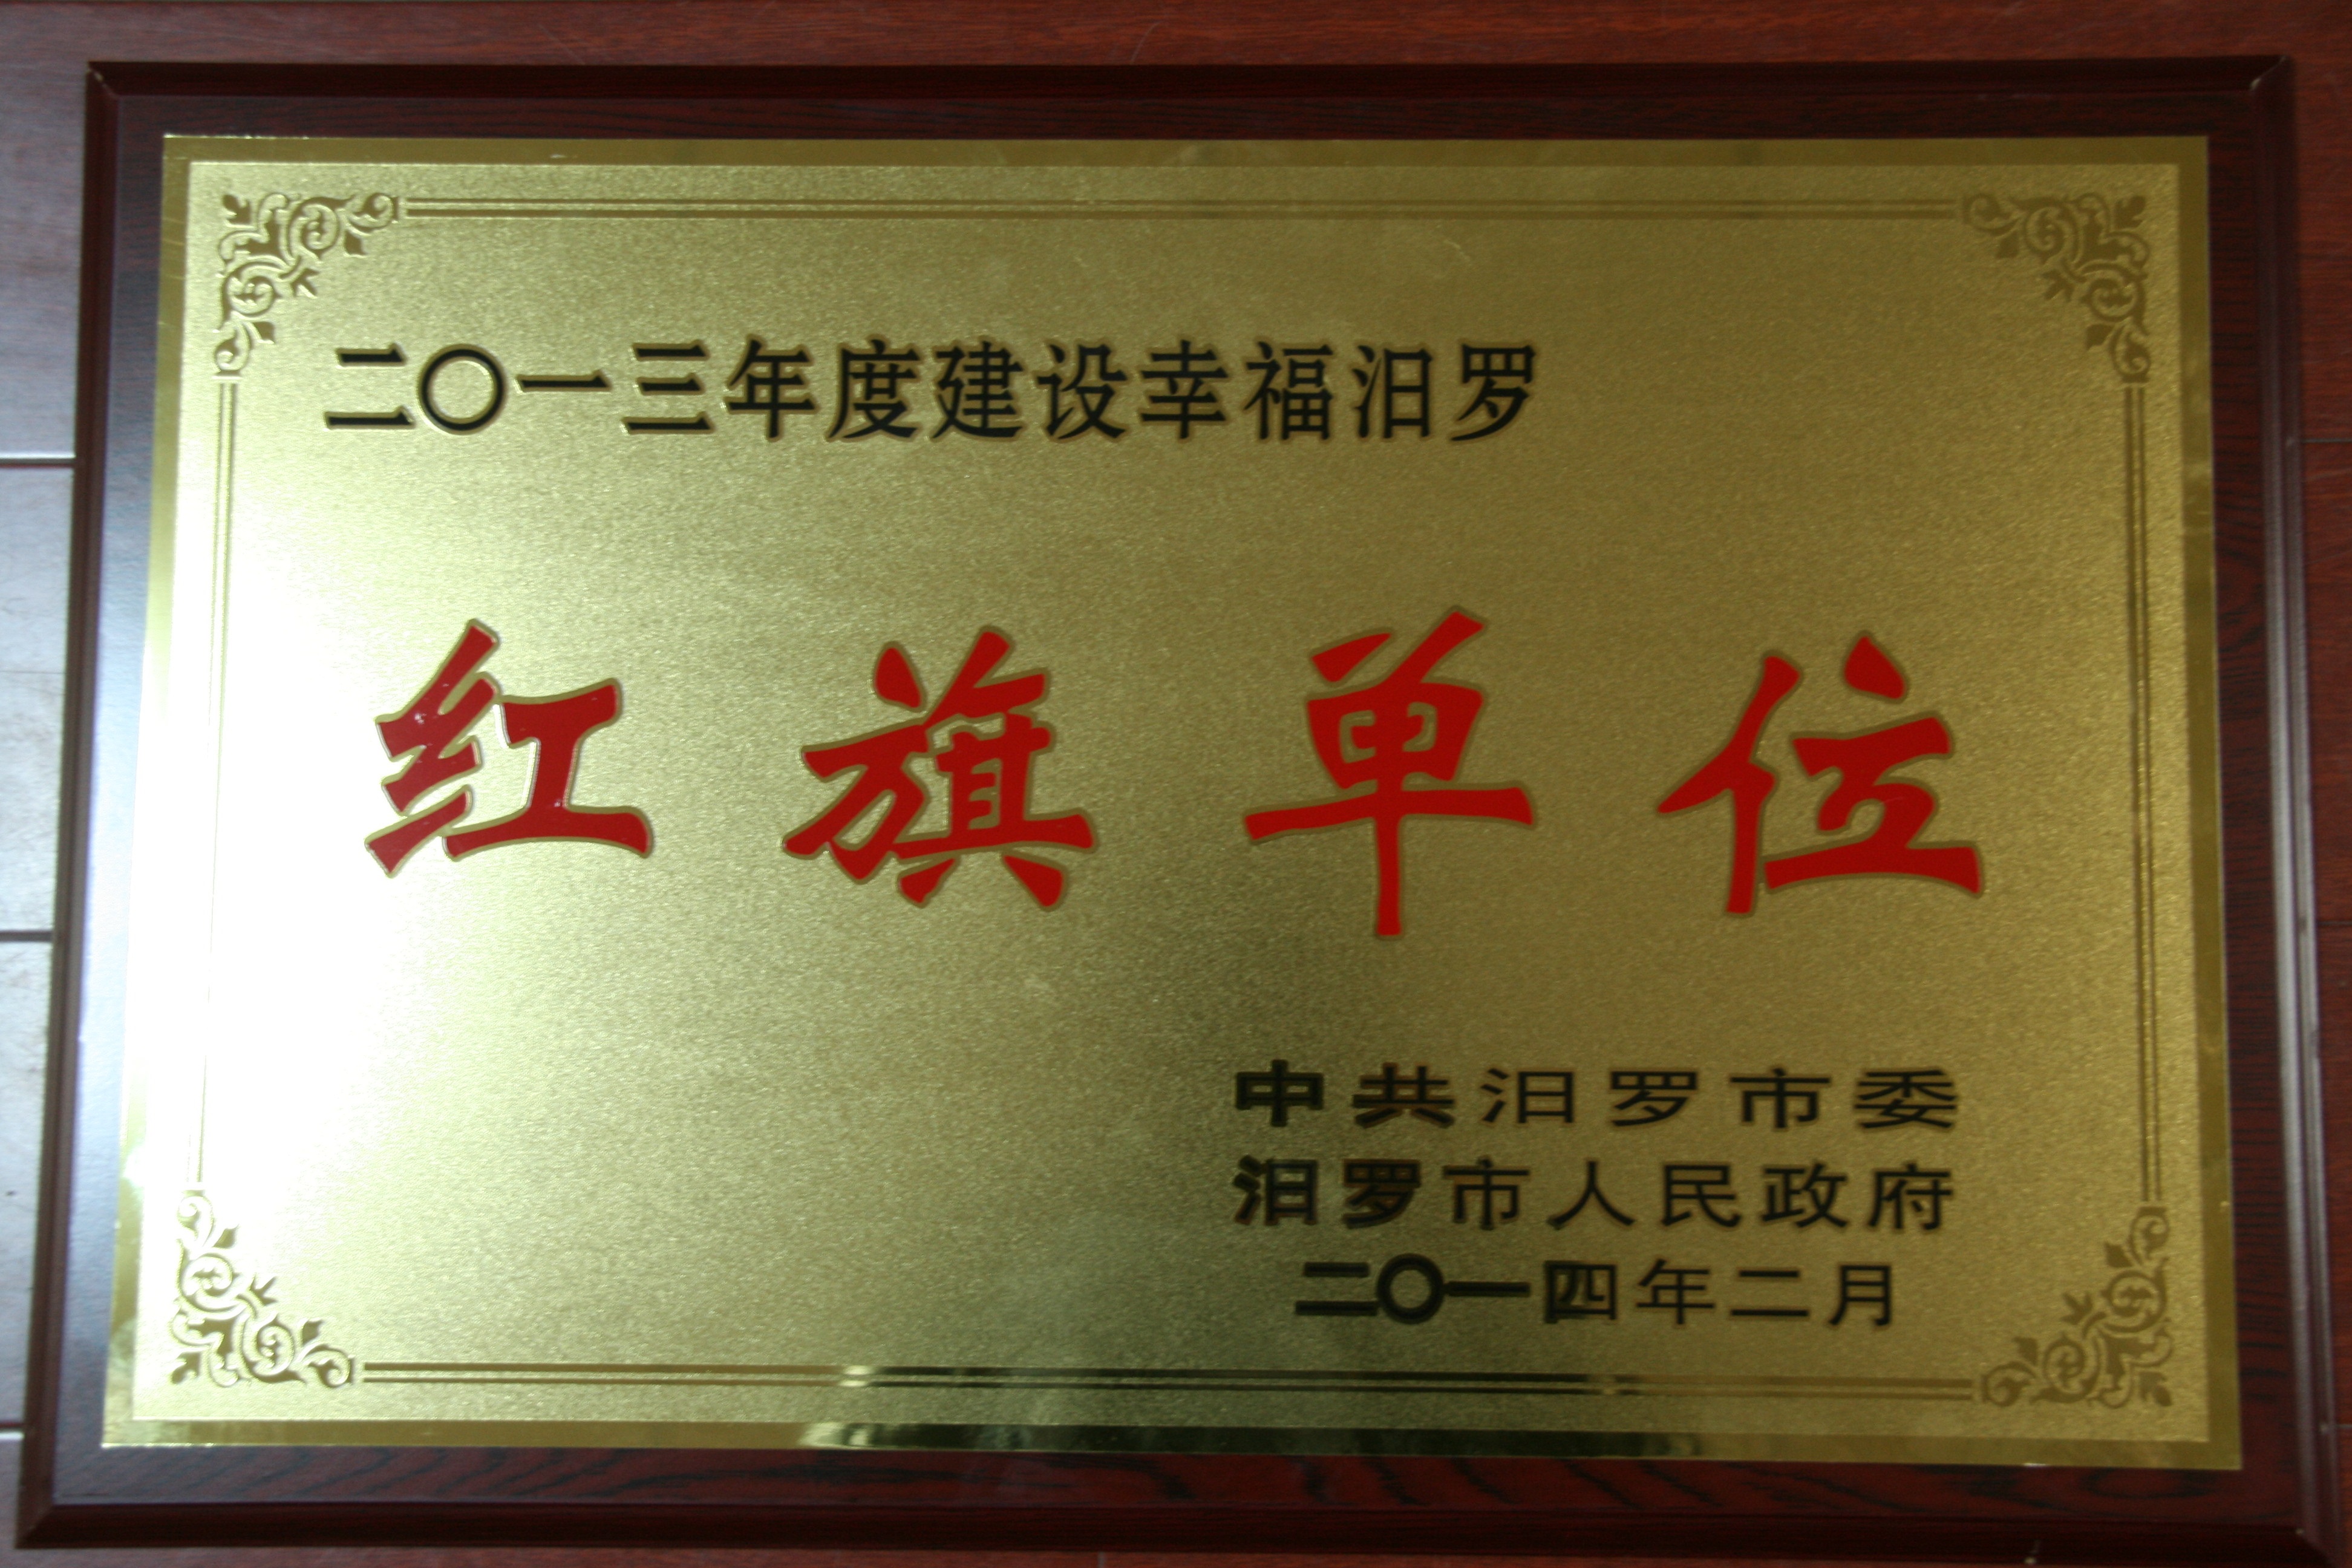 二〇一三年度建设幸福汨罗
红旗单位
中共汨罗市委
汨罗市人民政府
二〇一四年二月